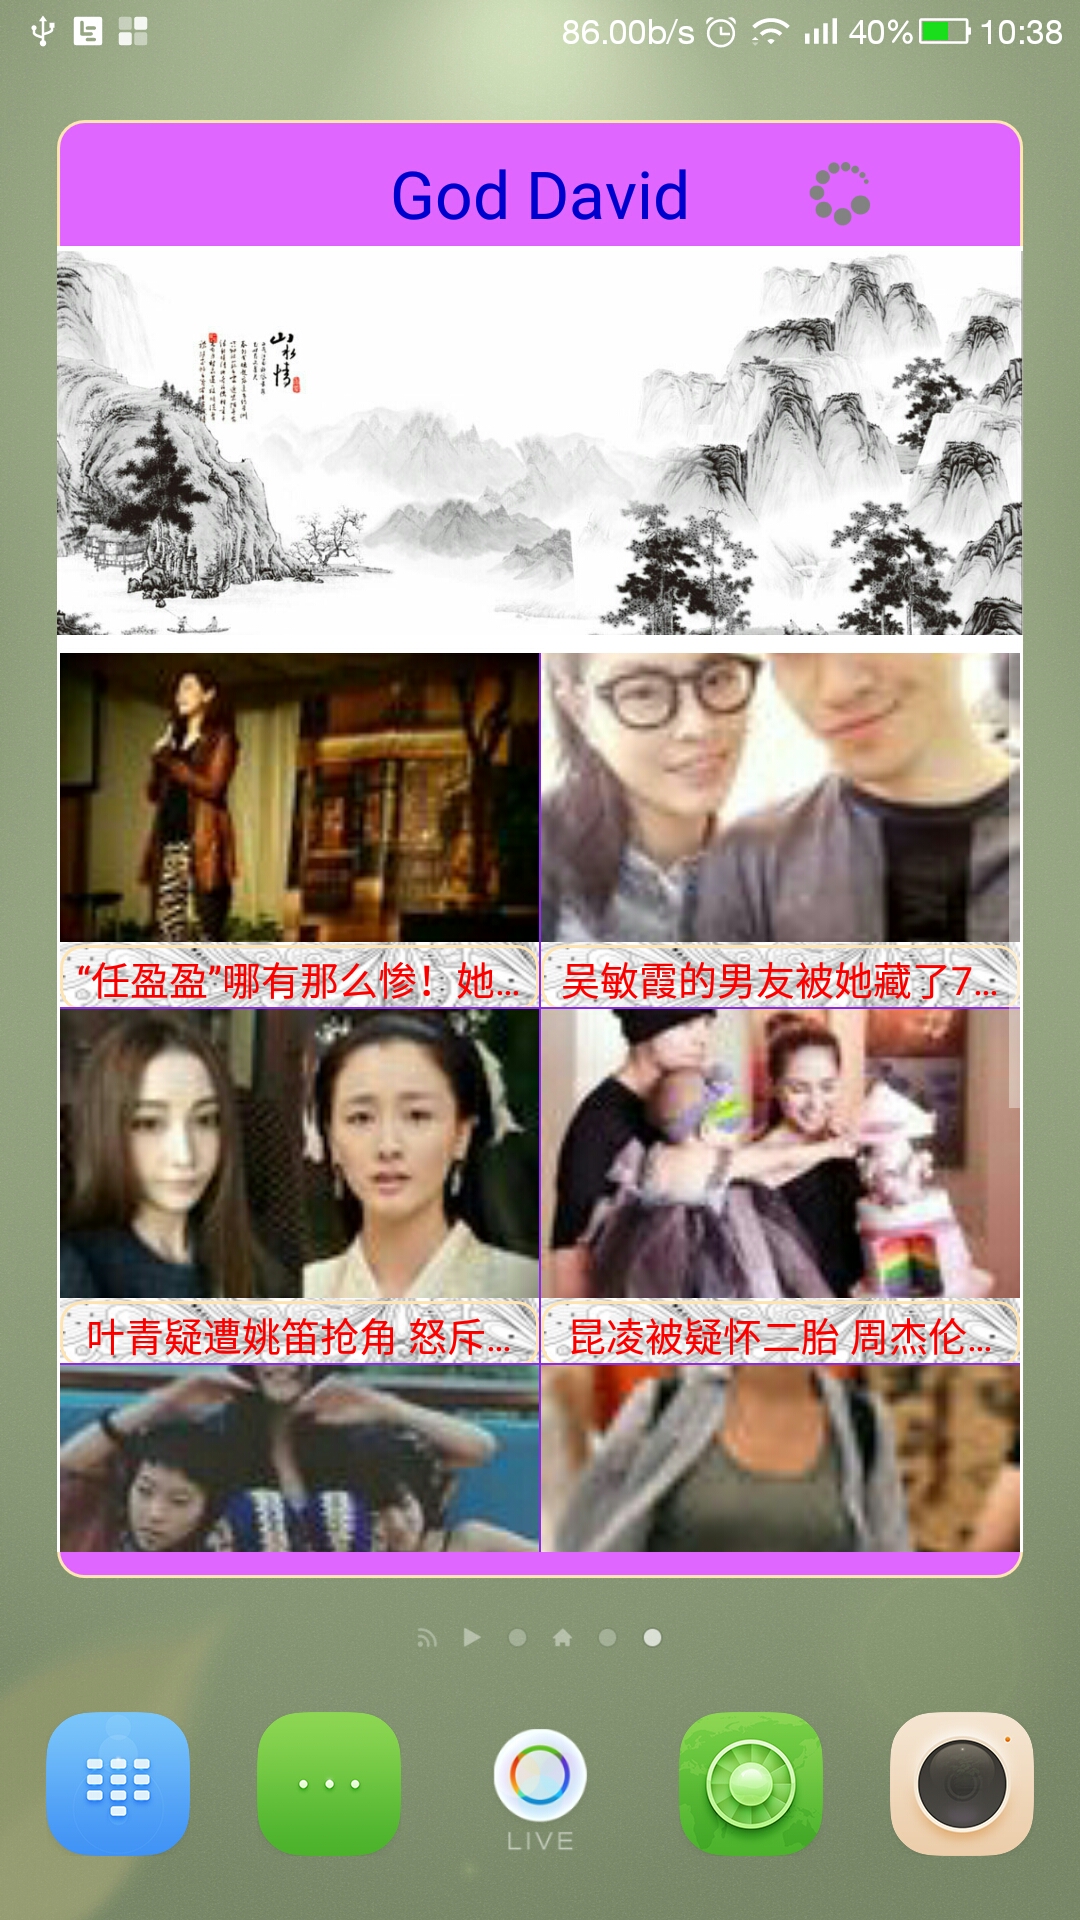 86.00b/s 40% 10:38
God David
山水情
“任盈盈”哪有那么惨！她...
吴敏霞的男友被她藏了7...
叶青疑遭姚笛抢角 怒斥...
昆凌被疑怀二胎 周杰伦...
LIVE